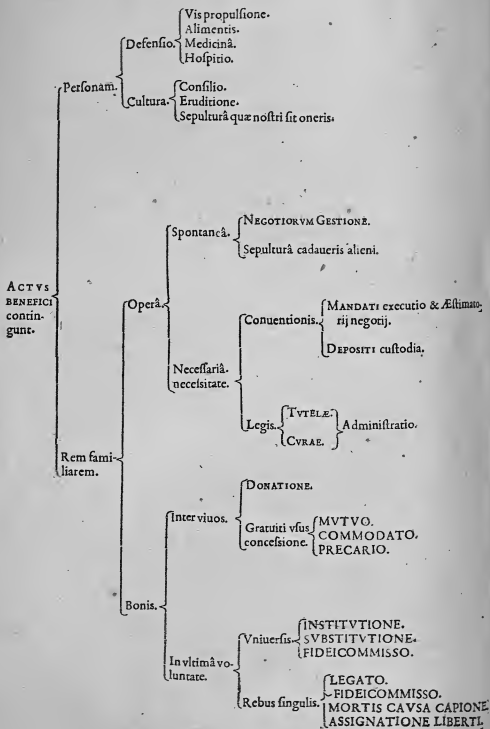 Vis propulſione.
Alimentis.
Defenſio. Medicinâ.
Hoſpitio.
Perſonam.
Conſilio.
Cultura. Eruditione.
Sepulturâ quæ noſtri ſit oneris.
NEGOTIORVM GESTIONE.
Spontaneâ.
Sepulturâ cadaueris alieni.
ACTVS
BENEFICI
contin-
gunt.
Operâ.
MANDATI executio & Æſtimato-
Conuentionis. rij negotij.
DEPOSITI cuſtodia.
Neceſſariâ
neceſsitate.
TVTELÆ.
Legis. Adminiſtratio.
CVRAE.
Rem fami-
liarem.
DONATIONE.
Inter viuos.
Gratuiti vſus MVTVO.
conceſsione. COMMODATO.
PRECARIO.
Bonis.
INSTITVTIONE.
Vniuerſis. SVBSTITVTIONE.
FIDEICOMMISSO.
In vltimâ vo-
luntate.
LEGATO.
FIDEICOMMISSO.
Rebus ſingulis. MORTIS CAVSA CAPIONE
ASSIGNATIONE LIBERTI.